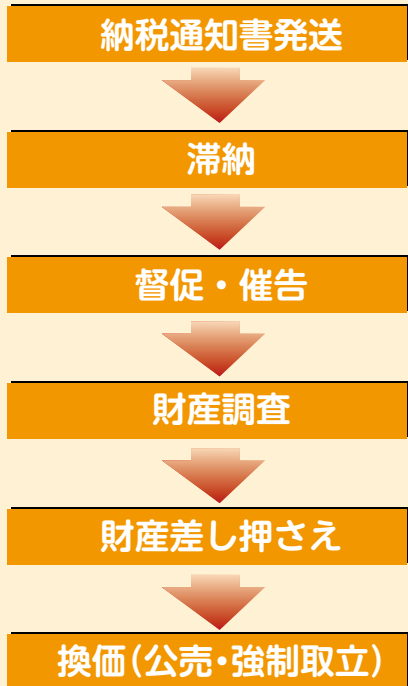 納税通知書発送
滞納
督促・催告
財産調査
財産差し押さえ
換価(公売・強制取立)